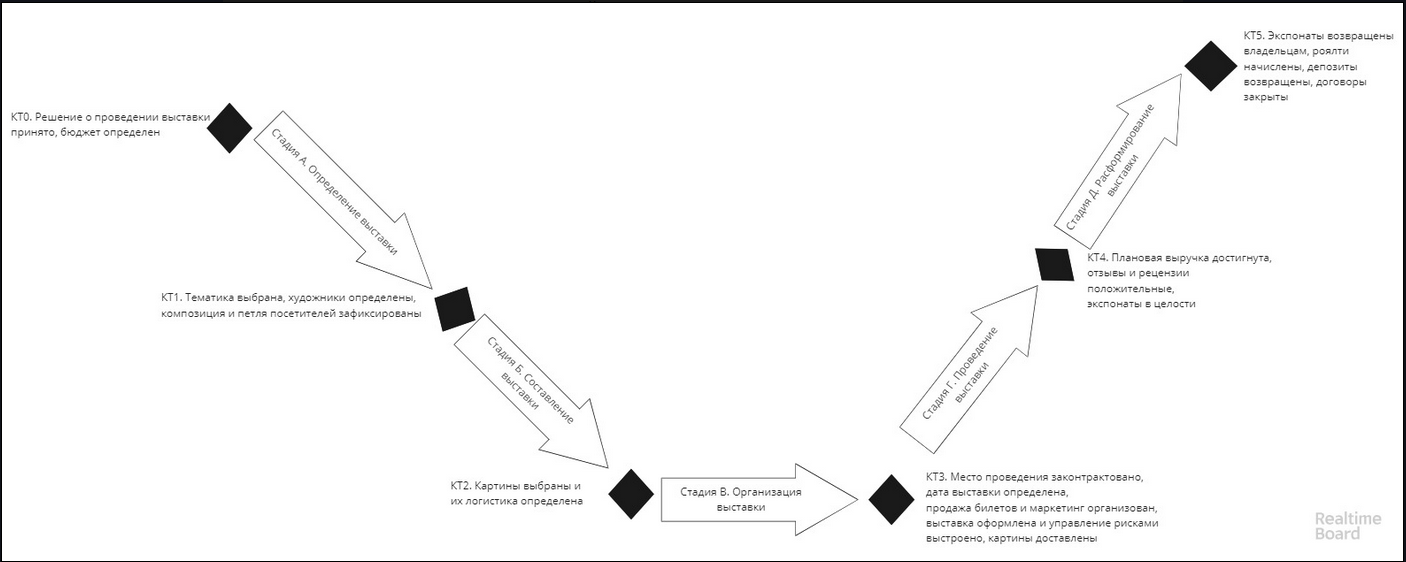 КТ0. Решение о проведении выставки
принято, бюджет определен
Стадия А. Определение выставки
КТ1. Тематика выбрана, художники определены,
композиция и петля посетителей зафиксированы
Стадия Б. Составление
выставки
КТ2. Картины выбраны и
их логистика определена
Стадия В. Организация
выставки
КТ3. Место проведения законтрактовано,
дата выставки определена,
продажа билетов и маркетинг организован,
выставка оформлена и управление рисками
выстроено, картины доставлены
Стадия Г. Проведение
выставки
КТ4. Плановая выручка достигнута,
отзывы и рецензии
положительные,
экспонаты в целости
Стадия Д. Расформирование
выставки
КТ5. Экспонаты возвращены
владельцам, роялти
начислены, депозиты
возвращены, договоры
закрыты
Realtime
Board